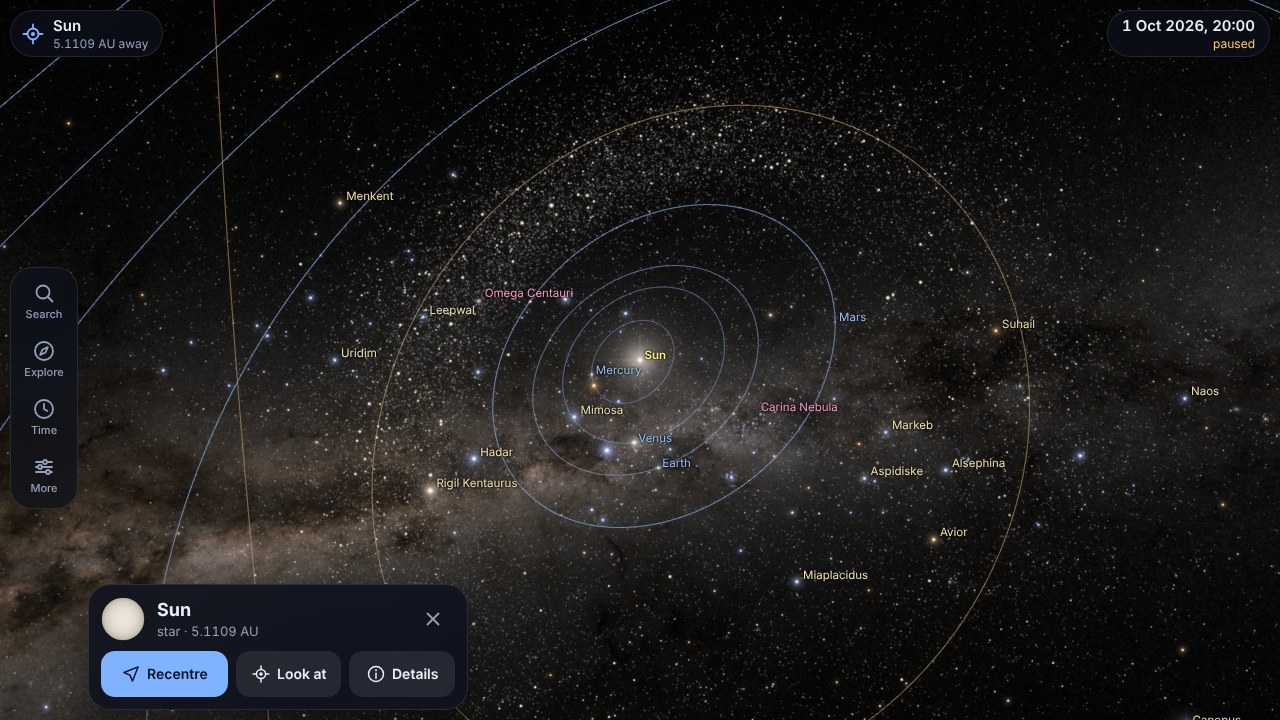 Sun
5.1109 AU away
1 Oct 2026, 20:00
paused
Menkent
Search
Explore
Time
More
Omega Centauri
Leepwal
Uridim
Mars
Suhail
Sun
Mercury
Mimosa
Naos
Carina Nebula
Markeb
Venus
Hadar
Earth
Alsephina
Aspidiske
Rigil Kentaurus
Avior
Miaplacidus
Sun
star · 5.1109 AU
Recentre
Look at
Details
Canopus